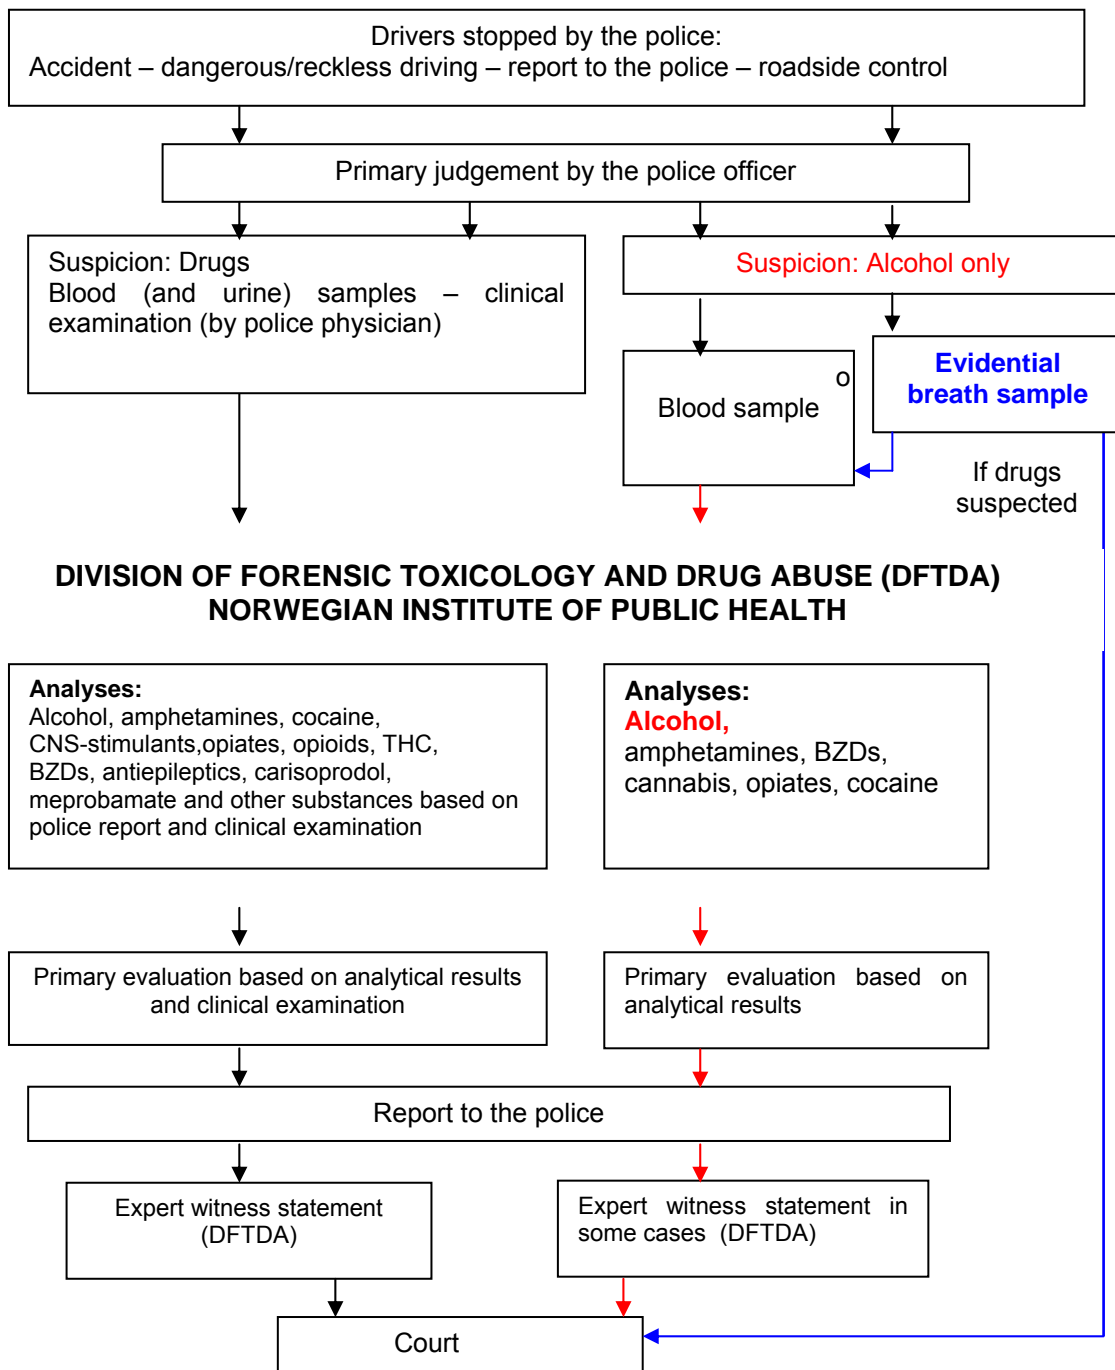 Drivers stopped by the police:
Accident – dangerous/reckless driving – report to the police – roadside control
Primary judgement by the police officer
Suspicion: Drugs
Blood (and urine) samples – clinical
examination (by police physician)
Suspicion: Alcohol only
o
Blood sample
Evidential
breath sample
If drugs
suspected
DIVISION OF FORENSIC TOXICOLOGY AND DRUG ABUSE (DFTDA)
NORWEGIAN INSTITUTE OF PUBLIC HEALTH
Analyses:
Alcohol, amphetamines, cocaine,
CNS-stimulants,opiates, opioids, THC,
BZDs, antiepileptics, carisoprodol,
meprobamate and other substances based on
police report and clinical examination
Analyses:
Alcohol,
amphetamines, BZDs,
cannabis, opiates, cocaine
Primary evaluation based on analytical results
and clinical examination
Primary evaluation based on
analytical results
Report to the police
Expert witness statement
(DFTDA)
Expert witness statement in
some cases (DFTDA)
Court